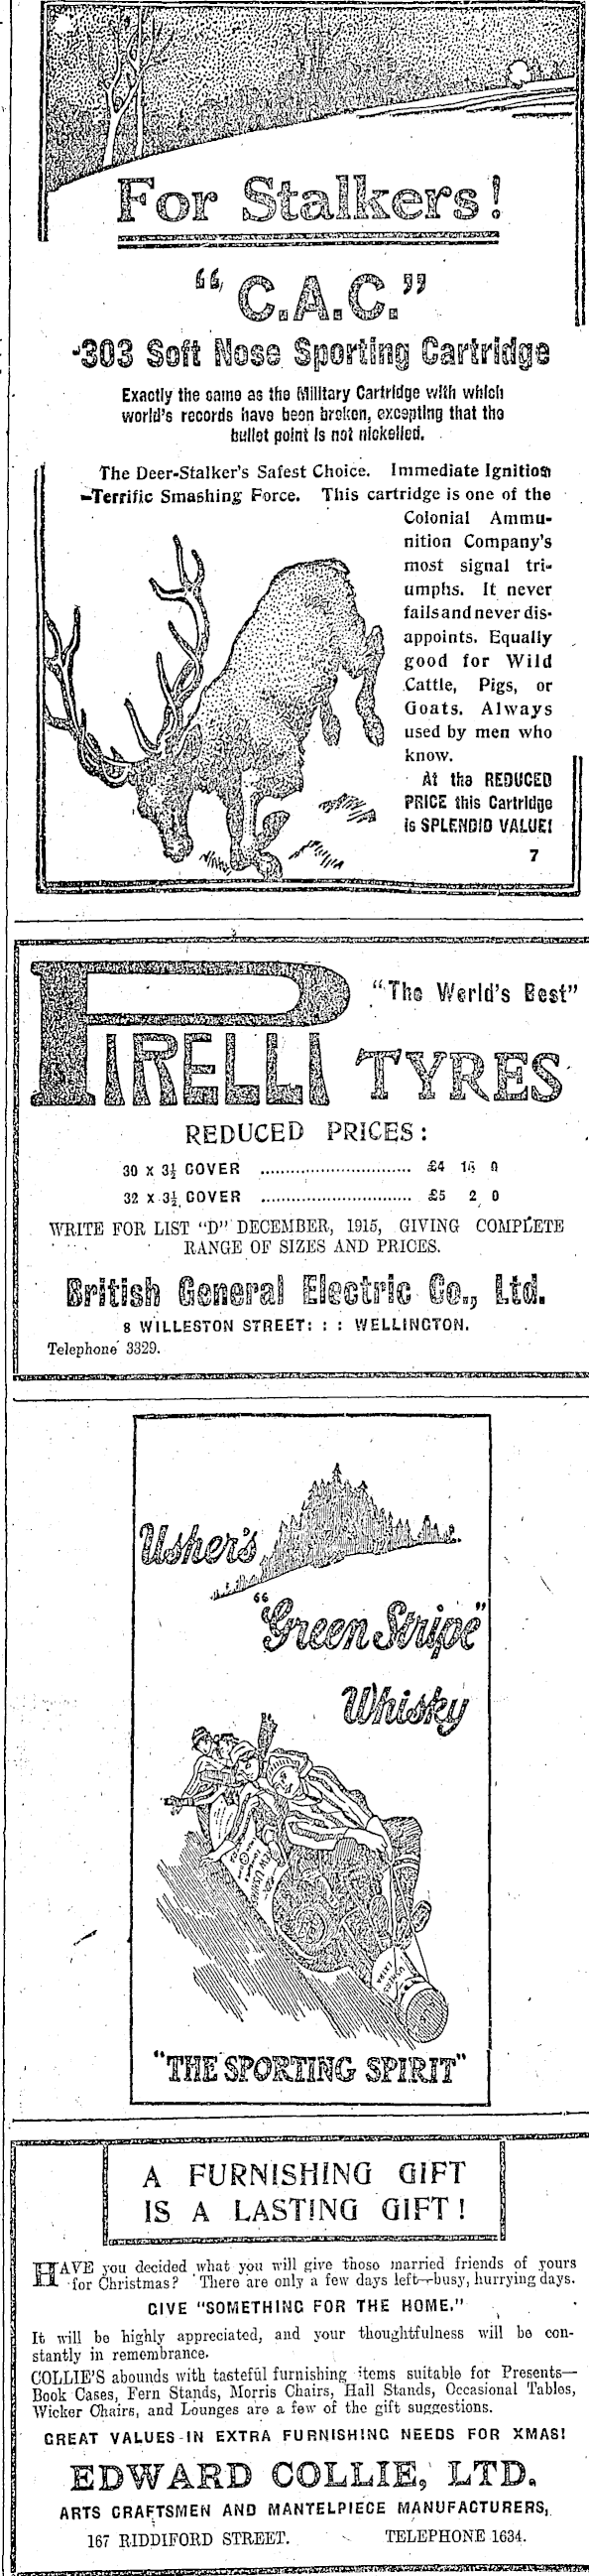 For Stalkers!
"C.A.C."
·303 Soft Nose Sporting Cartridge
Exactly the same as the Military Cartridge with which
world's records have been broken, excepting that the
bullet point is not nickelled.
The Deer-Stalker's Safest Choice. Immediate Ignition
—Terrific Smashing Force. This cartridge is one of the
Colonial Ammu-
nition Company's
most signal tri-
umphs. It never
fails and never dis-
appoints. Equally
good for Wild
Cattle, Pigs, or
Goats. Always
used by men who
know.
At the REDUCED
PRICE this Cartridge
is SPLENDID VALUE!
7
PIRELLI TYRES
"The World's Best"
REDUCED PRICES:
30 x 3½ COVER .............................. £4 15 0
32 x 3½ COVER .............................. £5 2 0
WRITE FOR LIST "D" DECEMBER, 1915, GIVING COMPLETE
RANGE OF SIZES AND PRICES.
British General Electric Co., Ltd.
8 WILLESTON STREET: : : WELLINGTON.
Telephone 3329.
Usher's
"Green Stripe"
Whisky
"THE SPORTING SPIRIT"
A FURNISHING GIFT
IS A LASTING GIFT!
HAVE you decided what you will give those married friends of yours
for Christmas? There are only a few days left—busy, hurrying days.
GIVE "SOMETHING FOR THE HOME."
It will be highly appreciated, and your thoughtfulness will be con-
stantly in remembrance.
COLLIE'S abounds with tasteful furnishing items suitable for Presents—
Book Cases, Fern Stands, Morris Chairs, Hall Stands, Occasional Tables,
Wicker Chairs, and Lounges are a few of the gift suggestions.
GREAT VALUES IN EXTRA FURNISHING NEEDS FOR XMAS!
EDWARD COLLIE, LTD.
ARTS CRAFTSMEN AND MANTELPIECE MANUFACTURERS,
167 RIDDIFORD STREET. TELEPHONE 1634.